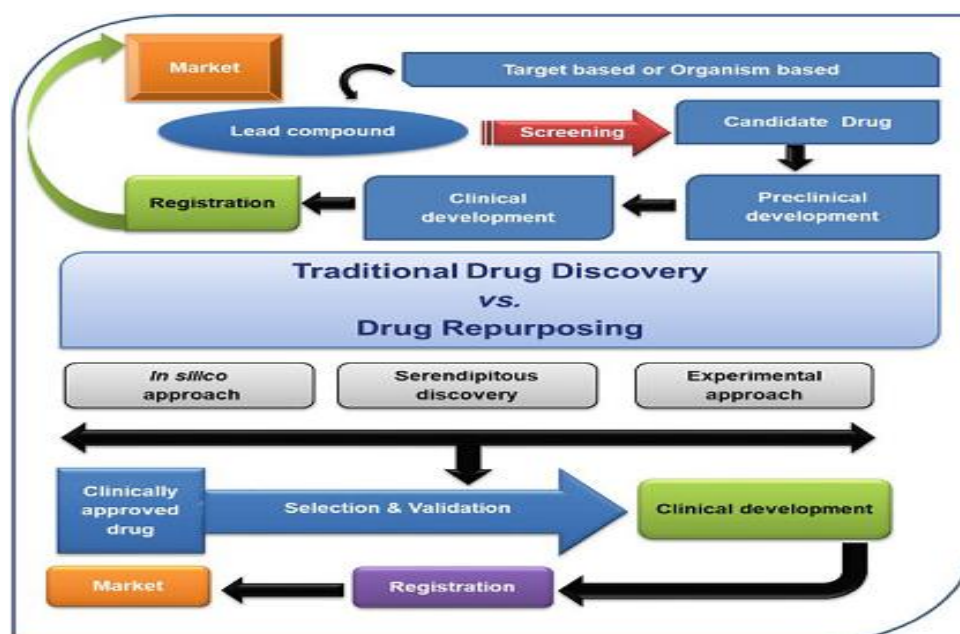 Market
Target based or Organism based
Lead compound
Screening
Candidate Drug
Registration
Clinical
development
Preclinical
development
Traditional Drug Discovery
vs.
Drug Repurposing
In silico
approach
Serendipitous
discovery
Experimental
approach
Clinically
approved
drug
Selection & Validation
Clinical development
Market
Registration